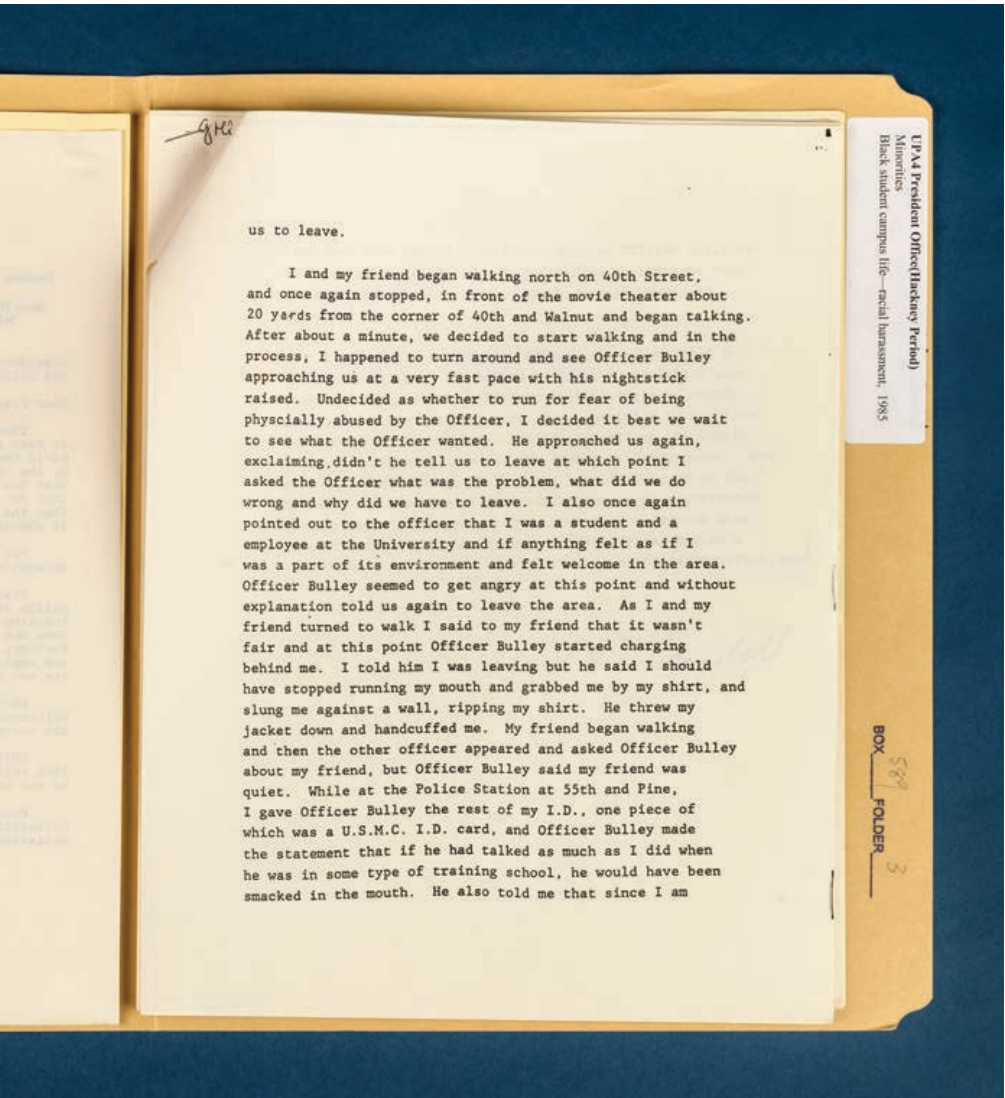 us to leave.
I and my friend began walking north on 40th Street,
and once again stopped, in front of the movie theater about
20 yards from the corner of 40th and Walnut and began talking.
After about a minute, we decided to start walking and in the
process, I happened to turn around and see Officer Bulley
approaching us at a very fast pace with his nightstick
raised.  Undecided as whether to run for fear of being
physcially abused by the Officer, I decided it best we wait
to see what the Officer wanted.  He approached us again,
exclaiming,didn't he tell us to leave at which point I
asked the Officer what was the problem, what did we do
wrong and why did we have to leave.  I also once again
pointed out to the officer that I was a student and a
employee at the University and if anything felt as if I
was a part of its environment and felt welcome in the area.
Officer Bulley seemed to get angry at this point and without
explanation told us again to leave the area.  As I and my
friend turned to walk I said to my friend that it wasn't
fair and at this point Officer Bulley started charging
behind me.  I told him I was leaving but he said I should
have stopped running my mouth and grabbed me by my shirt, and
slung me against a wall, ripping my shirt.  He threw my
jacket down and handcuffed me.  My friend began walking
and then the other officer appeared and asked Officer Bulley
about my friend, but Officer Bulley said my friend was
quiet.  While at the Police Station at 55th and Pine,
I gave Officer Bulley the rest of my I.D., one piece of
which was a U.S.M.C. I.D. card, and Officer Bulley made
the statement that if he had talked as much as I did when
he was in some type of training school, he would have been
smacked in the mouth.  He also told me that since I am
UPA4 President Office(Hackney Period)
Minorities
Black student campus life—racial harassment, 1985
BOX 589 FOLDER 3